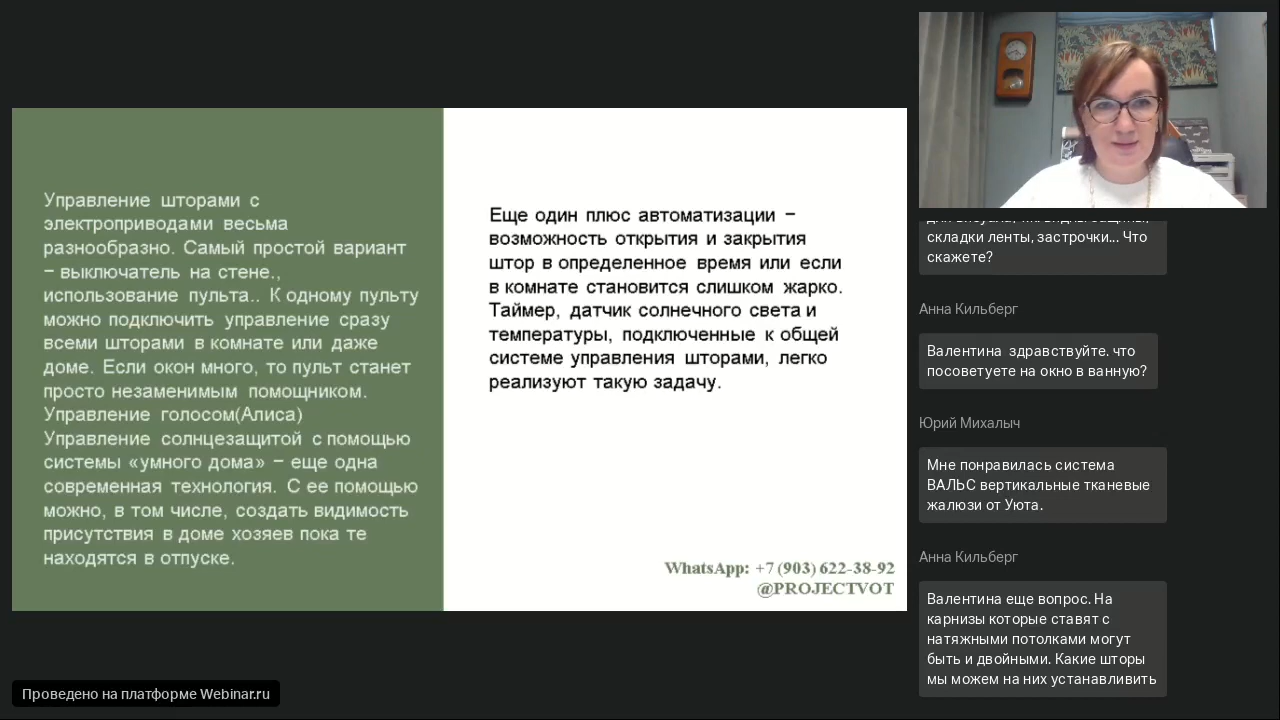 Управление шторами с
электроприводами весьма
разнообразно. Самый простой вариант
– выключатель на стене.,
использование пульта.. К одному пульту
можно подключить управление сразу
всеми шторами в комнате или даже
доме. Если окон много, то пульт станет
просто незаменимым помощником.
Управление голосом(Алиса)
Управление солнцезащитой с помощью
системы «умного дома» – еще одна
современная технология. С ее помощью
можно, в том числе, создать видимость
присутствия в доме хозяев пока те
находятся в отпуске.
Еще один плюс автоматизации –
возможность открытия и закрытия
штор в определенное время или если
в комнате становится слишком жарко.
Таймер, датчик солнечного света и
температуры, подключенные к общей
системе управления шторами, легко
реализуют такую задачу.
WhatsApp: +7 (903) 622-38-92
@PROJECTVOT
складки ленты, застрочки... Что
скажете?
Анна Кильберг
Валентина здравствуйте. что
посоветуете на окно в ванную?
Юрий Михалыч
Мне понравилась система
ВАЛЬС вертикальные тканевые
жалюзи от Уюта.
Анна Кильберг
Валентина еще вопрос. На
карнизы которые ставят с
натяжными потолками могут
быть и двойными. Какие шторы
мы можем на них устанавливить
Проведено на платформе Webinar.ru